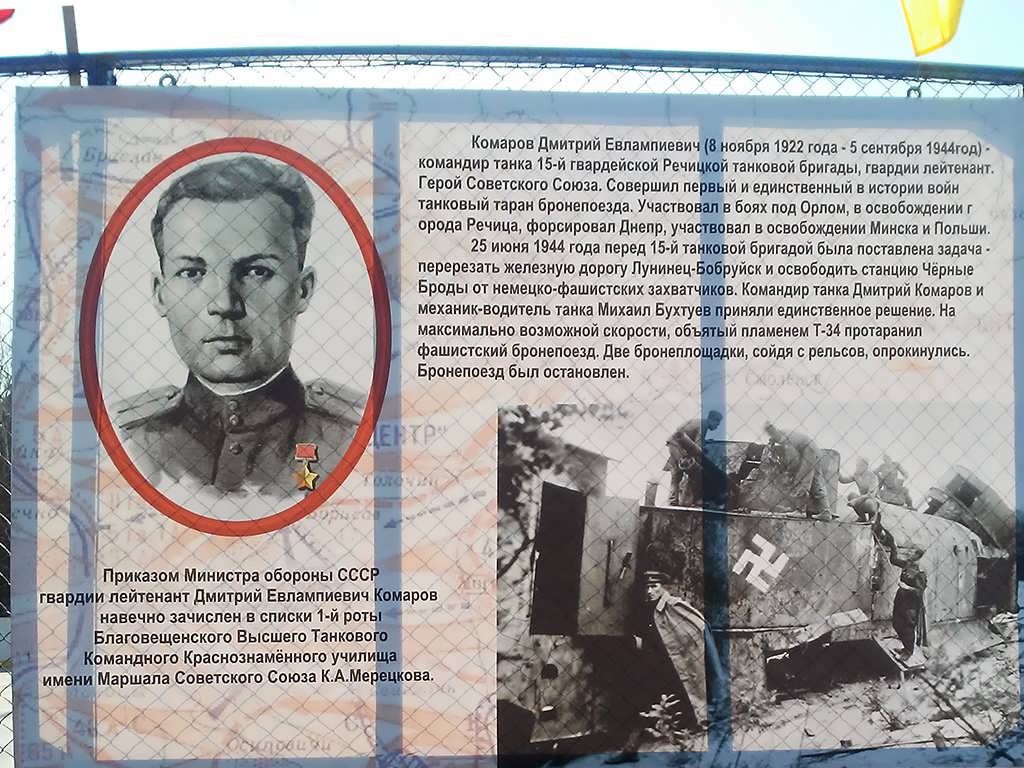 Комаров Дмитрий Евлампиевич (8 ноября 1922 года - 5 сентября 1944год) -
командир танка 15-й гвардейской Речицкой танковой бригады, гвардии лейтенант.
Герой Советского Союза. Совершил первый и единственный в истории войн
танковый таран бронепоезда. Участвовал в боях под Орлом, в освобождении г
орода Речица, форсировал Днепр, участвовал в освобождении Минска и Польши.
25 июня 1944 года перед 15-й танковой бригадой была поставлена задача -
перерезать железную дорогу Лунинец-Бобруйск и освободить станцию Чёрные
Броды от немецко-фашистских захватчиков. Командир танка Дмитрий Комаров и
механик-водитель танка Михаил Бухтуев приняли единственное решение. На
максимально возможной скорости, объятый пламенем Т-34 протаранил
фашистский бронепоезд. Две бронеплощадки, сойдя с рельсов, опрокинулись.
Бронепоезд был остановлен.
Смоленск
ЦЕНТР"
Толочин
Борисов
Приказом Министра обороны СССР
гвардии лейтенант Дмитрий Евлампиевич Комаров
навечно зачислен в списки 1-й роты
Благовещенского Высшего Танкового
Командного Краснознамённого училища
имени Маршала Советского Союза К.А.Мерецкова.
Осиповичи